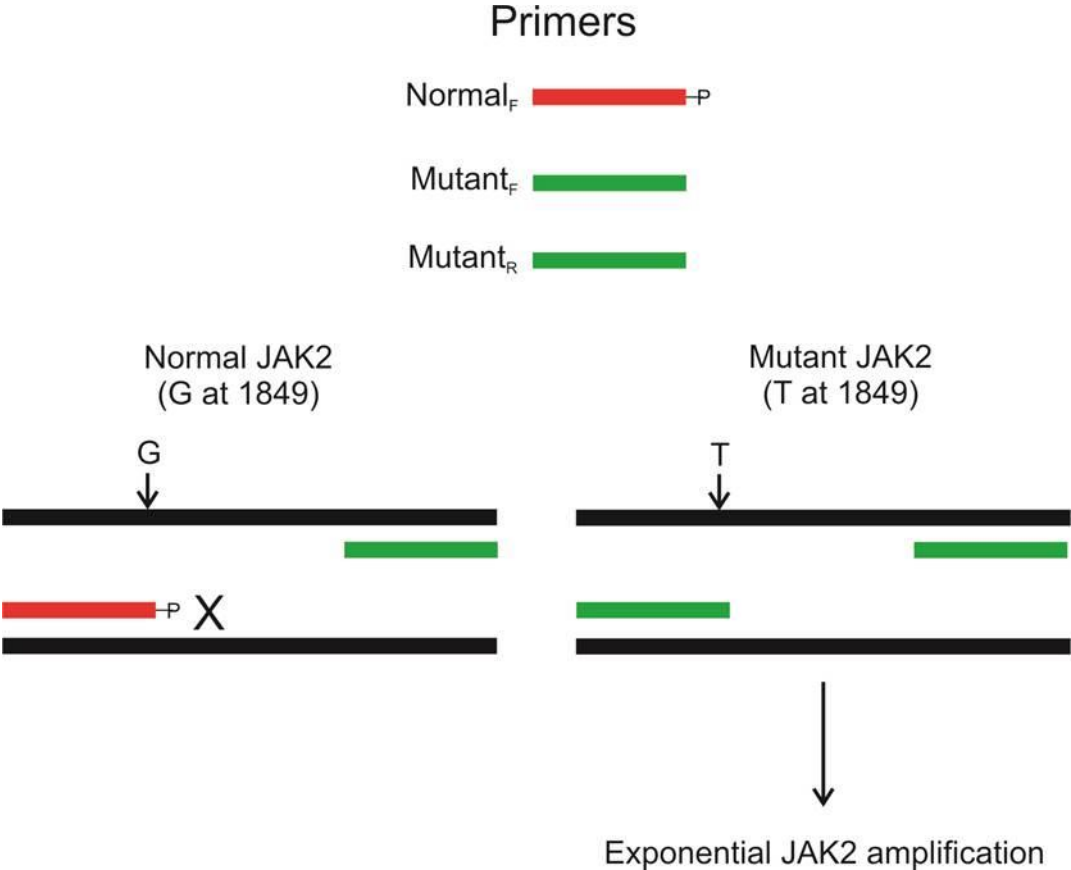 Primers
NormalF
P
MutantF
MutantR
Normal JAK2
(G at 1849)
Mutant JAK2
(T at 1849)
G
T
P X
Exponential JAK2 amplification